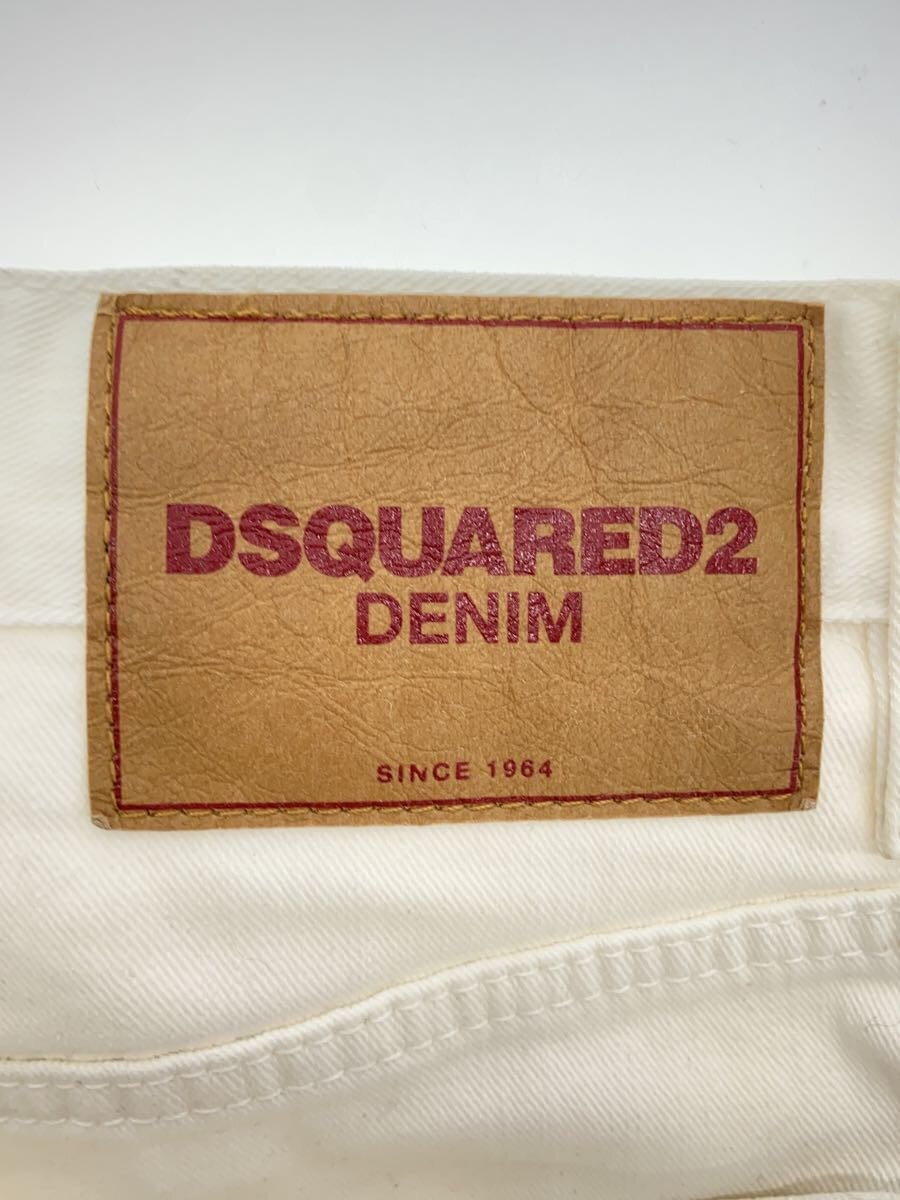 DSQUARED2
DENIM
SINCE 1964